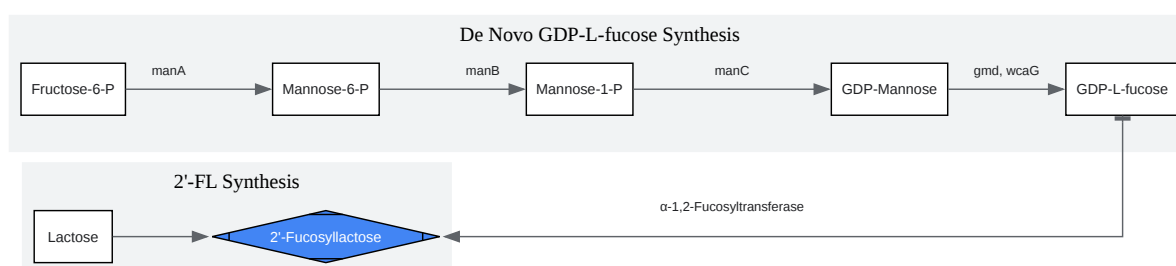 De Novo GDP-L-fucose Synthesis
manA
manB
manC
gmd, wcaG
Fructose-6-P
Mannose-6-P
Mannose-1-P
GDP-Mannose
GDP-L-fucose
2'-FL Synthesis
α-1,2-Fucosyltransferase
Lactose
2'-Fucosyllactose